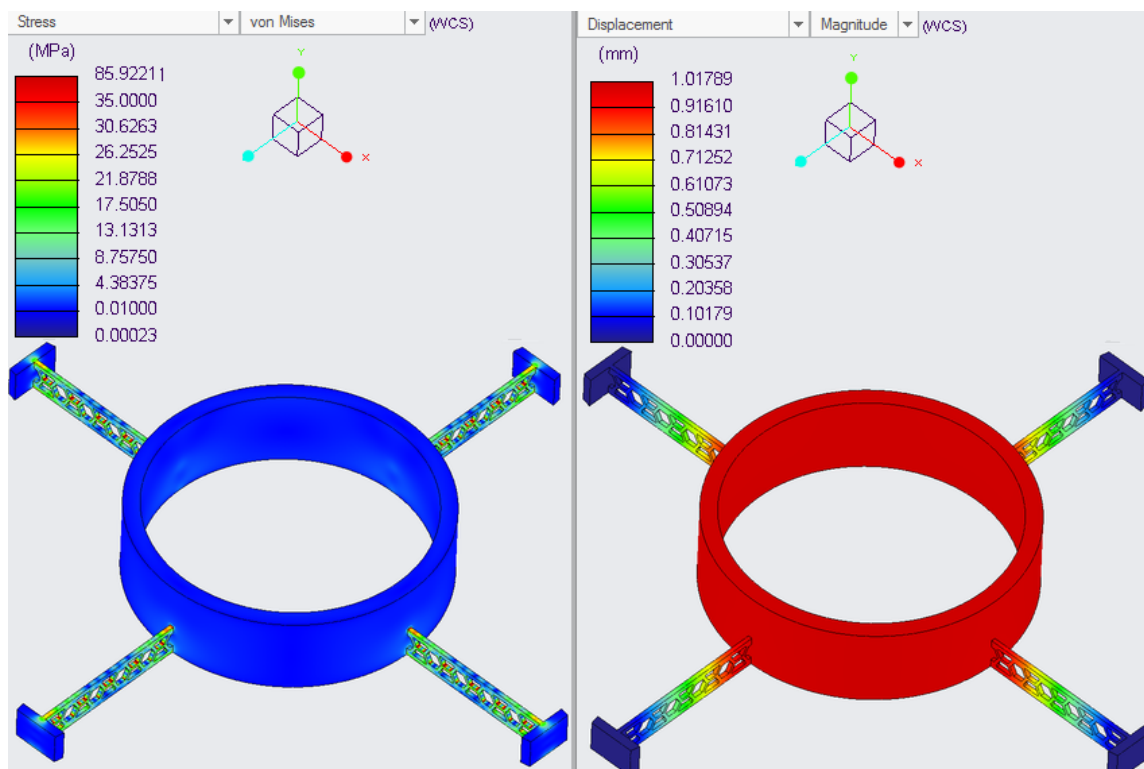 Stress von Mises (WCS)
(MPa)
85.92211
35.0000
30.6263
26.2525
21.8788
17.5050
13.1313
8.75750
4.38375
0.01000
0.00023
Y
X
Displacement Magnitude (WCS)
(mm)
1.01789
0.91610
0.81431
0.71252
0.61073
0.50894
0.40715
0.30537
0.20358
0.10179
0.00000
Y
X